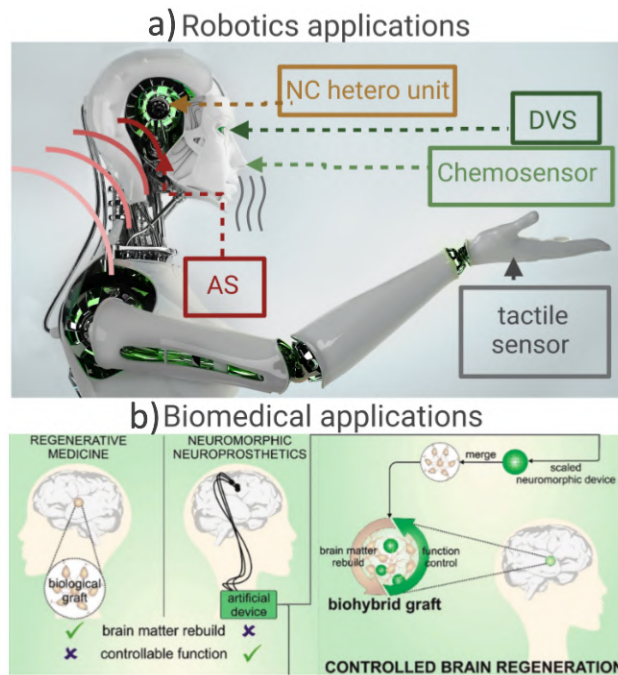 a) Robotics applications
NC hetero unit
DVS
Chemosensor
AS
tactile
sensor
b) Biomedical applications
REGENERATIVE
MEDICINE
biological
graft
NEUROMORPHIC
NEUROPROSTHETICS
artificial
device
✓ brain matter rebuild ✗
✗ controllable function ✓
merge
scaled
neuromorphic device
brain matter
rebuild
function
control
biohybrid graft
CONTROLLED BRAIN REGENERATION